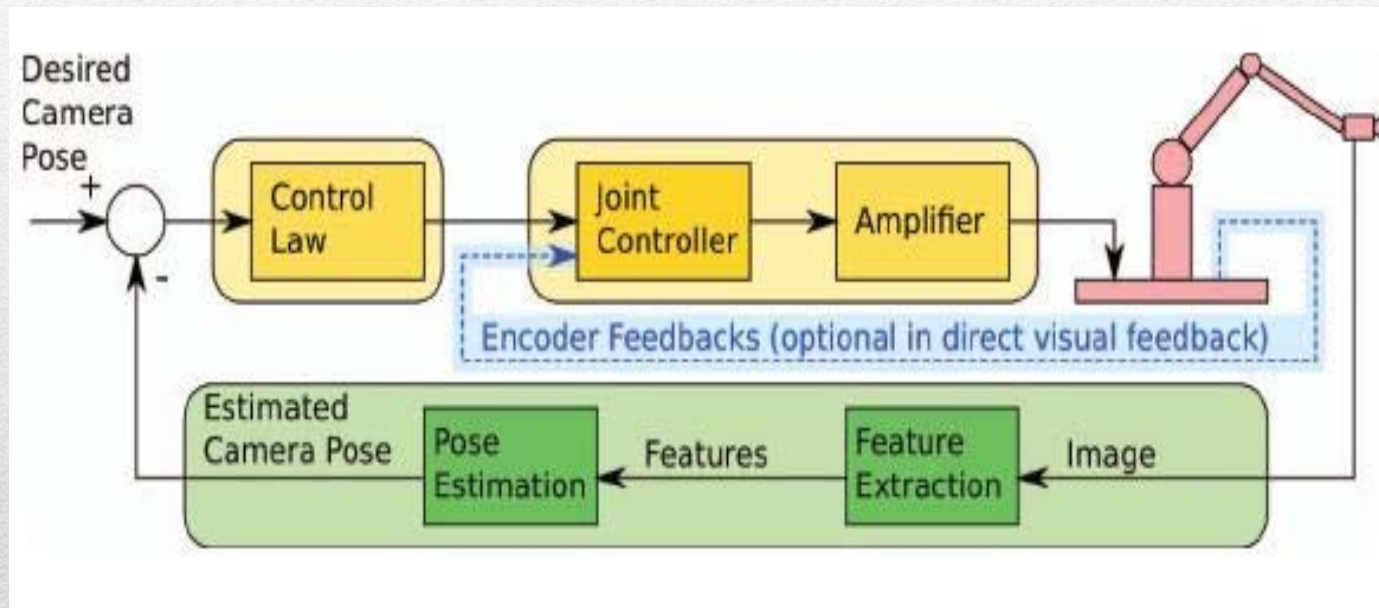 Desired
Camera
Pose
+
-
Control
Law
Joint
Controller
Amplifier
Encoder Feedbacks (optional in direct visual feedback)
Estimated
Camera Pose
Pose
Estimation
Features
Feature
Extraction
Image